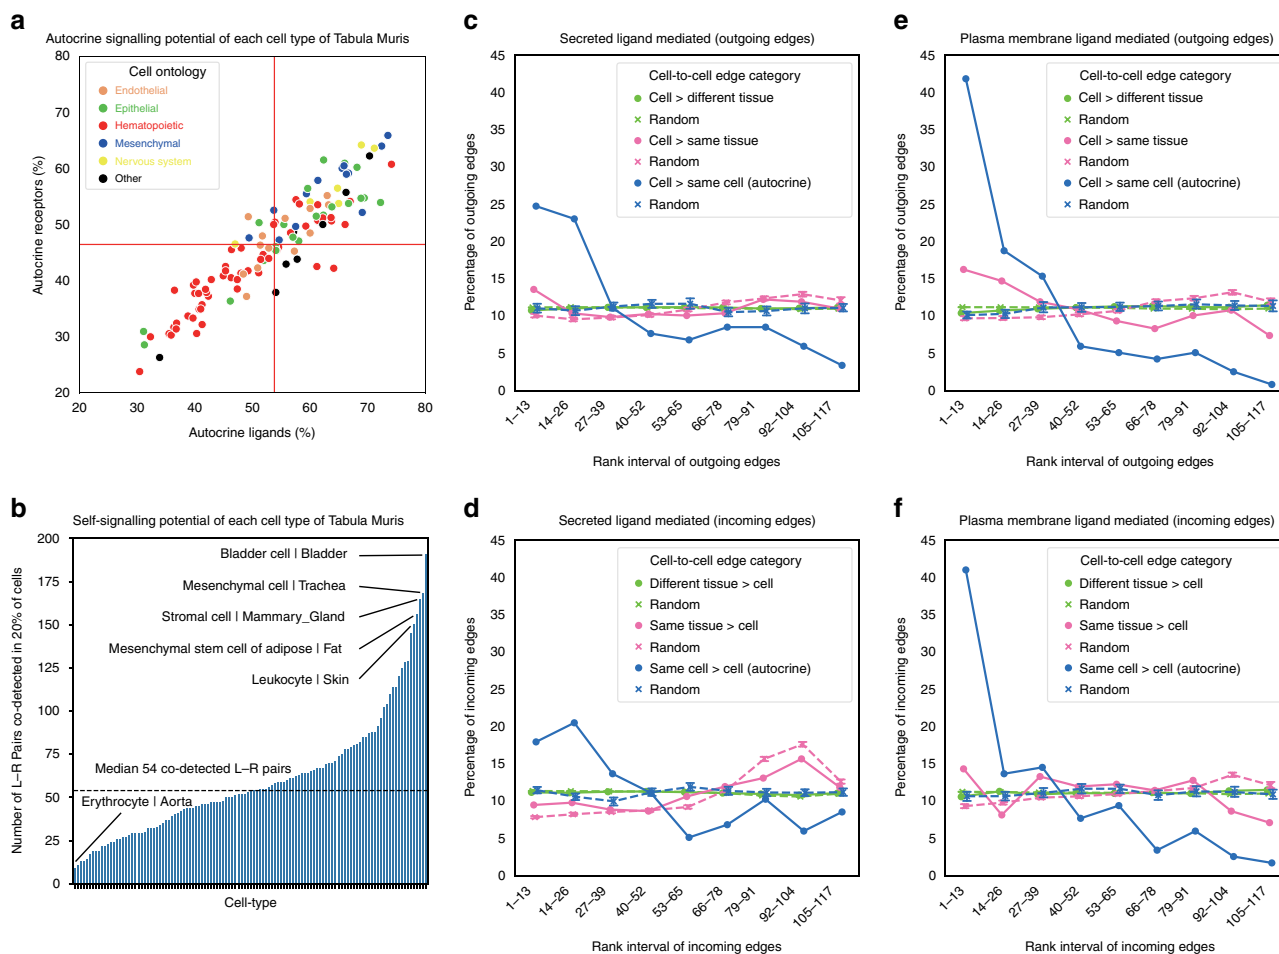 a
Autocrine signalling potential of each cell type of Tabula Muris
80
70
60
50
40
30
20
20
30
40
50
60
70
80
Autocrine receptors (%)
Autocrine ligands (%)
Cell ontology
Endothelial
Epithelial
Hematopoietic
Mesenchymal
Nervous system
Other
c
Secreted ligand mediated (outgoing edges)
45
40
35
30
25
20
15
10
5
0
Percentage of outgoing edges
Cell-to-cell edge category
Cell > different tissue
Random
Cell > same tissue
Random
Cell > same cell (autocrine)
Random
1–13
14–26
27–39
40–52
53–65
66–78
79–91
92–104
105–117
Rank interval of outgoing edges
e
Plasma membrane ligand mediated (outgoing edges)
45
40
35
30
25
20
15
10
5
0
Percentage of outgoing edges
Cell-to-cell edge category
Cell > different tissue
Random
Cell > same tissue
Random
Cell > same cell (autocrine)
Random
1–13
14–26
27–39
40–52
53–65
66–78
79–91
92–104
105–117
Rank interval of outgoing edges
b
Self-signalling potential of each cell type of Tabula Muris
200
175
150
125
100
75
50
25
0
Number of L–R Pairs co-detected in 20% of cells
Bladder cell | Bladder
Mesenchymal cell | Trachea
Stromal cell | Mammary_Gland
Mesenchymal stem cell of adipose | Fat
Leukocyte | Skin
Median 54 co-detected L–R pairs
Erythrocyte | Aorta
Cell-type
d
Secreted ligand mediated (incoming edges)
45
40
35
30
25
20
15
10
5
0
Percentage of incoming edges
Cell-to-cell edge category
Different tissue > cell
Random
Same tissue > cell
Random
Same cell > cell (autocrine)
Random
1–13
14–26
27–39
40–52
53–65
66–78
79–91
92–104
105–117
Rank interval of incoming edges
f
Plasma membrane ligand mediated (incoming edges)
45
40
35
30
25
20
15
10
5
0
Percentage of incoming edges
Cell-to-cell edge category
Different tissue > cell
Random
Same tissue > cell
Random
Same cell > cell (autocrine)
Random
1–13
14–26
27–39
40–52
53–65
66–78
79–91
92–104
105–117
Rank interval of incoming edges